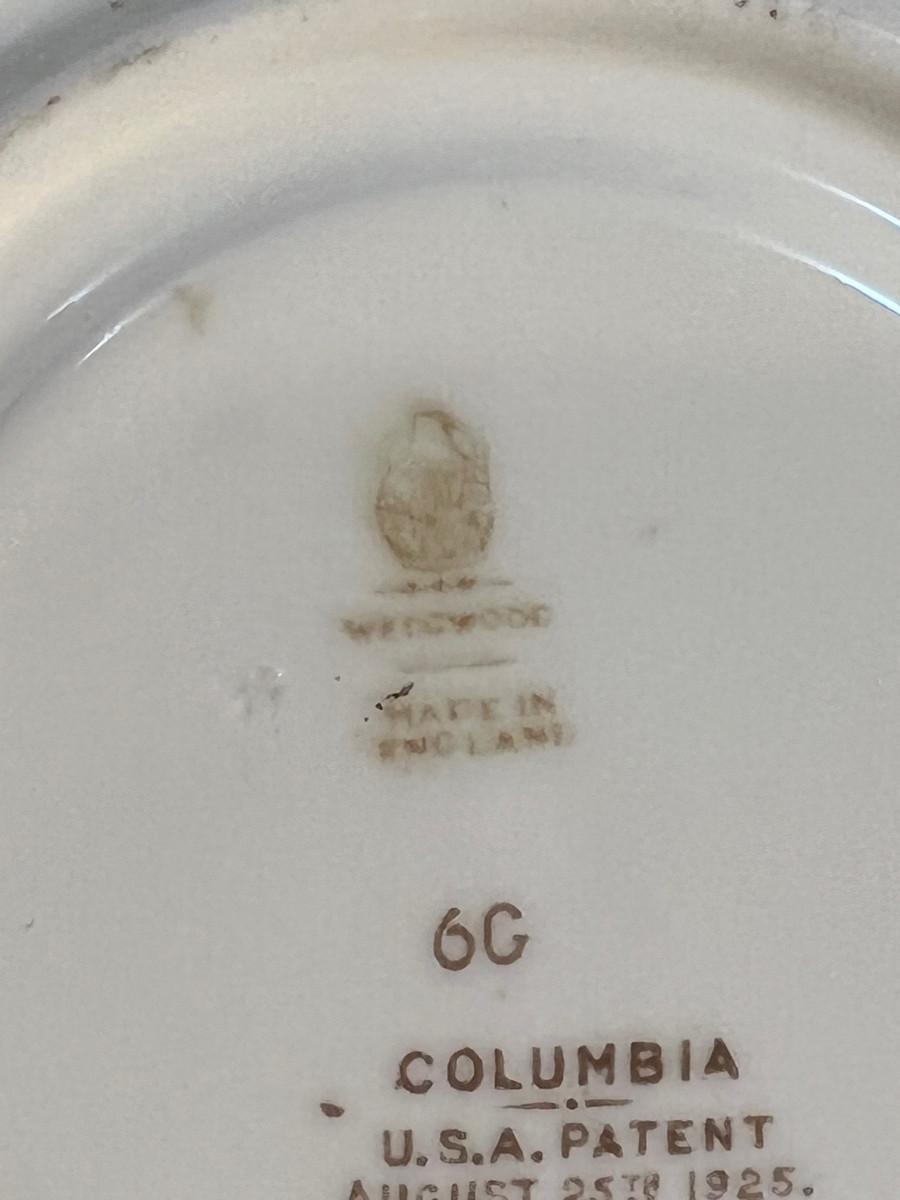 WEDGWOOD
MADE IN
ENGLAND
6G
COLUMBIA
U.S.A. PATENT
AUGUST 25TH 1925.